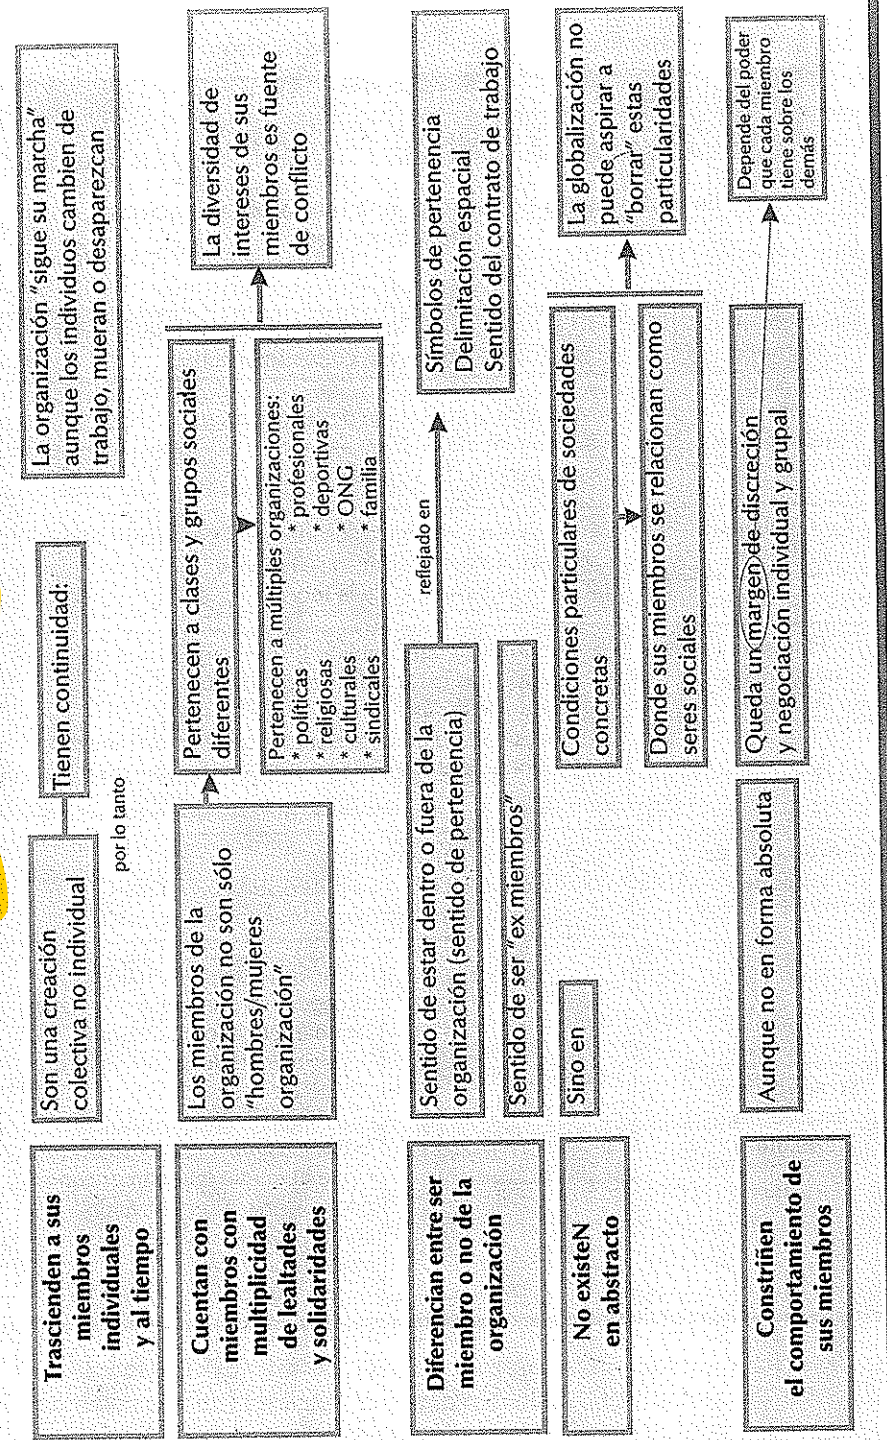 Trascienden a sus
miembros
individuales
y al tiempo
Son una creación
colectiva no individual
por lo tanto
Tienen continuidad:
La organización "sigue su marcha"
aunque los individuos cambien de
trabajo, mueran o desaparezcan
Cuentan con
miembros con
multiplicidad
de lealtades
y solidaridades
Los miembros de la
organización no son sólo
"hombres/mujeres
organización"
Pertenecen a clases y grupos sociales
diferentes
Pertenecen a múltiples organizaciones:
* políticas * profesionales
* religiosas * deportivas
* culturales * ONG
* sindicales * familia
La diversidad de
intereses de sus
miembros es fuente
de conflicto
Diferencian entre ser
miembro o no de la
organización
Sentido de estar dentro o fuera de la
organización (sentido de pertenencia)
Sentido de ser "ex miembros"
reflejado en
Símbolos de pertenencia
Delimitación espacial
Sentido del contrato de trabajo
No existeN
en abstracto
Sino en
Condiciones particulares de sociedades
concretas
Donde sus miembros se relacionan como
seres sociales
La globalización no
puede aspirar a
"borrar" estas
particularidades
Constriñen
el comportamiento de
sus miembros
Aunque no en forma absoluta
Queda un margen de discreción
y negociación individual y grupal
Depende del poder
que cada miembro
tiene sobre los
demás